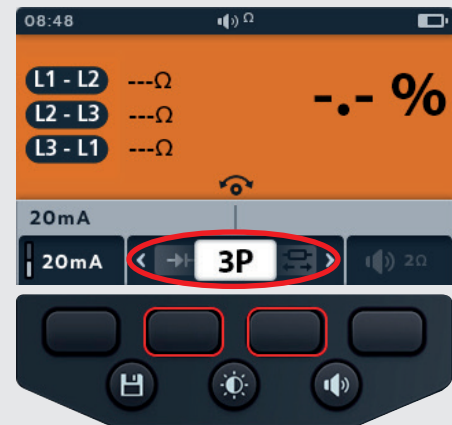 08:48 Ω
L1 - L2 ---Ω
-.- %
L2 - L3 ---Ω
L3 - L1 ---Ω
20mA
20mA < 3P > 2Ω